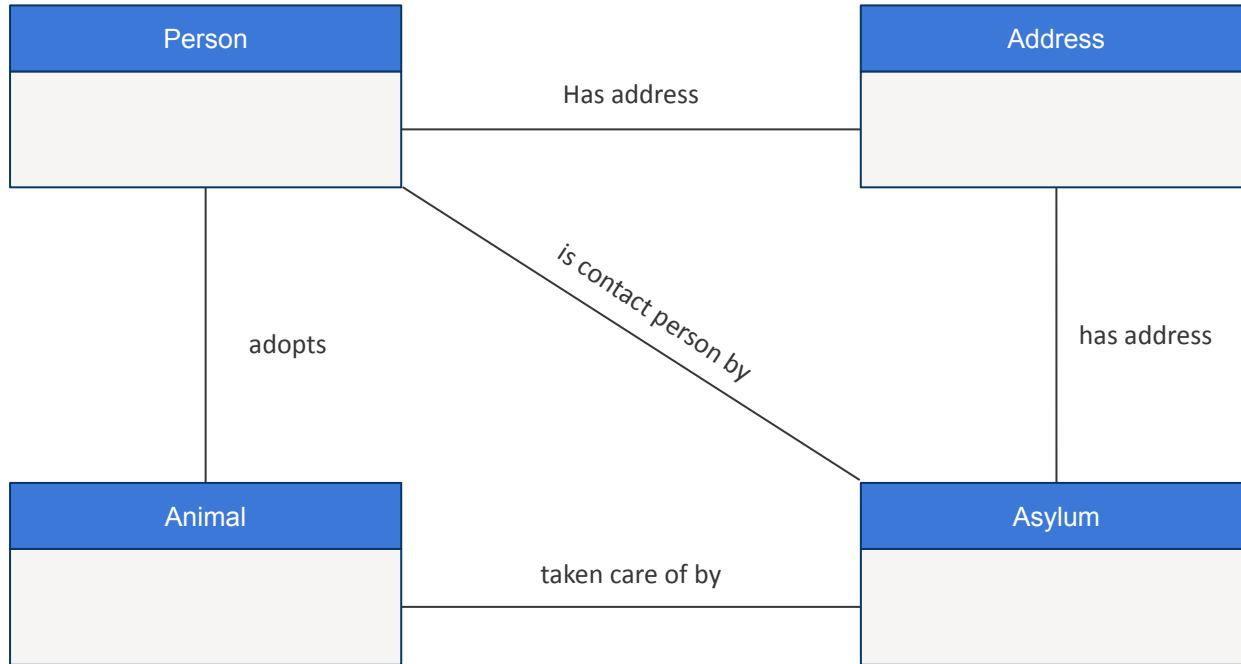 Person
Address
Has address
is contact person by
adopts
has address
Animal
Asylum
taken care of by